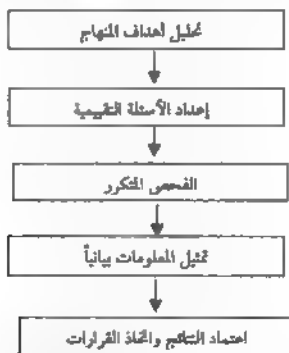 تحليل أهداف المنهاج
إعداد الأسئلة التقييمية
الفحص المتكرر
تمثيل المعلومات بيانياً
اعتماد النتائج واتخاذ القرارات